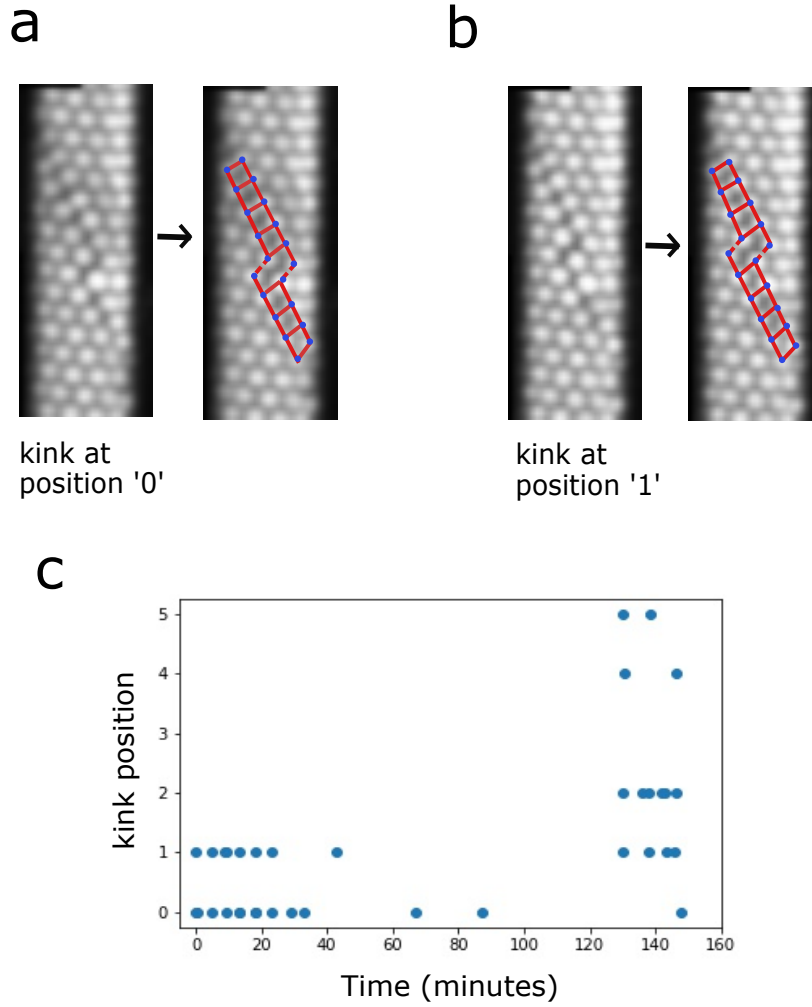 a
b
→
→
kink at
position '0'
kink at
position '1'
c
kink position
5
4
3
2
1
0
0 20 40 60 80 100 120 140 160
Time (minutes)